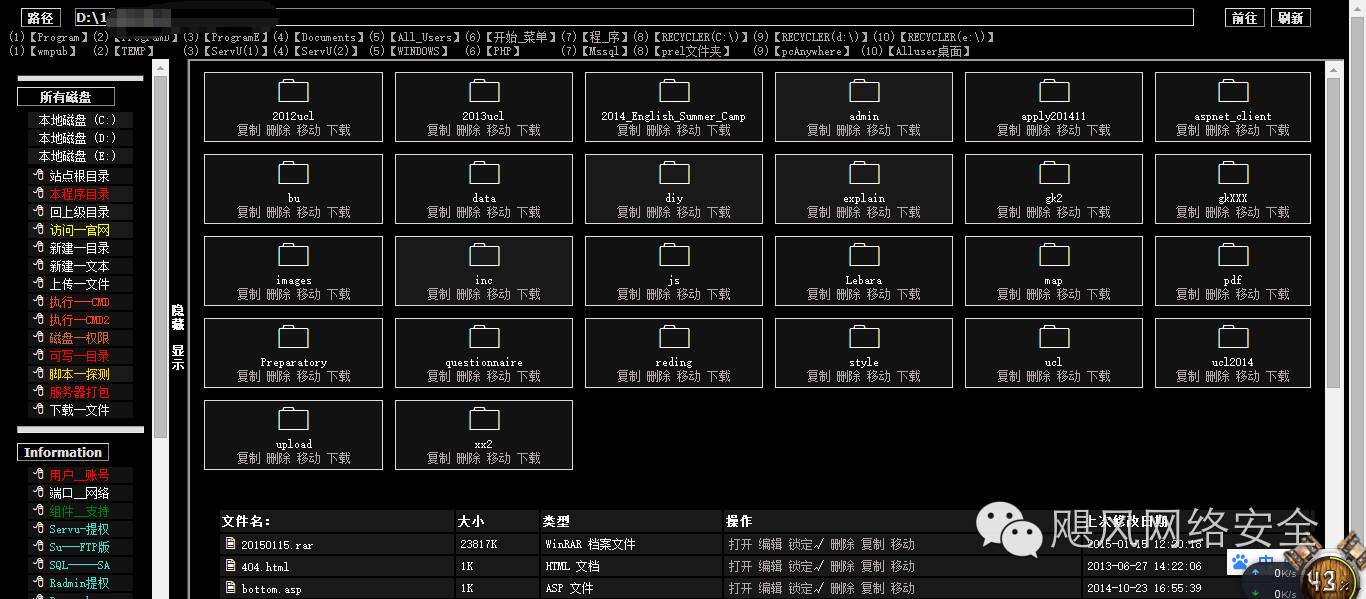 路径 D:\1 前往 刷新
(1)【Program】(2) (3)【ProgramE】(4)【Documents】(5)【All_Users】(6)【开始_菜单】(7)【程_序】(8)【RECYCLER(C:\)】(9)【RECYCLER(d:\)】(10)【RECYCLER(e:\)】
(1)【wmpub】(2)【TEMP】(3)【ServU(1)】(4)【ServU(2)】(5)【WINDOWS】(6)【PHP】(7)【Mssql】(8)【prel文件夹】(9)【pcAnywhere】(10)【Alluser桌面】
所有磁盘
本地磁盘 (C:)
本地磁盘 (D:)
本地磁盘 (E:)
站点根目录
本程序目录
回上级目录
访问一官网
新建一目录
新建一文本
上传一文件
执行一CMD
执行一CMD2
磁盘一权限
可写一目录
脚本一探测
服务器打包
下载一文件
Information
用户__账号
端口__网络
组件__支持
Servu-提权
Su——FTP版
SQL———SA
Radmin提权
隐藏 显示
2012ucl 2013ucl 2014_English_Summer_Camp admin apply201411 aspnet_client
复制 删除 移动 下载 复制 删除 移动 下载 复制 删除 移动 下载 复制 删除 移动 下载 复制 删除 移动 下载 复制 删除 移动 下载
bu data diy explain gk2 gkXXX
复制 删除 移动 下载 复制 删除 移动 下载 复制 删除 移动 下载 复制 删除 移动 下载 复制 删除 移动 下载 复制 删除 移动 下载
images inc js Lebara map pdf
复制 删除 移动 下载 复制 删除 移动 下载 复制 删除 移动 下载 复制 删除 移动 下载 复制 删除 移动 下载 复制 删除 移动 下载
Preparatory questionnaire reding style ucl ucl2014
复制 删除 移动 下载 复制 删除 移动 下载 复制 删除 移动 下载 复制 删除 移动 下载 复制 删除 移动 下载 复制 删除 移动 下载
upload xx2
复制 删除 移动 下载 复制 删除 移动 下载
文件名: 大小 类型 操作 上次修改日期
20150115.rar 23817K WinRAR 档案文件 打开 编辑 锁定√ 删除 复制 移动 2015-01-15 12:20:18
404.html 1K HTML 文档 打开 编辑 锁定√ 删除 复制 移动 2013-06-27 14:22:06
bottom.asp 1K ASP 文件 打开 编辑 锁定√ 删除 复制 移动 2014-10-23 16:55:39
飓风网络安全
中
0K/s
0K/s
43%